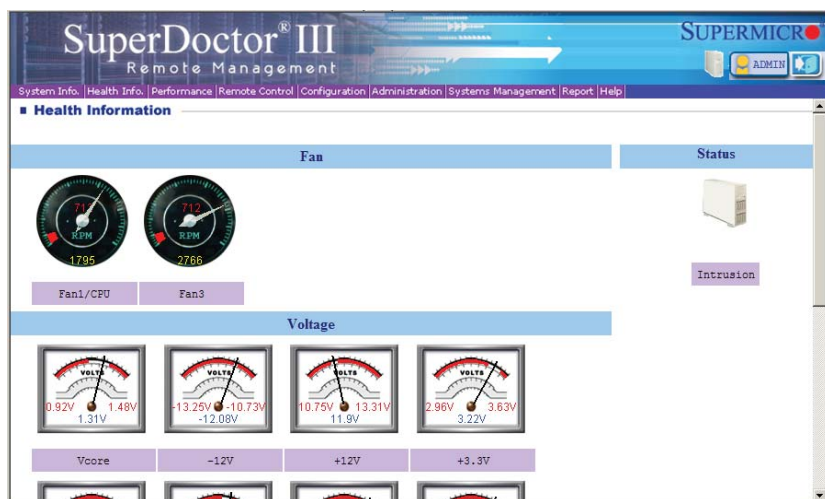 SuperDoctor® III
Remote Management
SUPERMICRO
ADMIN
System Info. | Health Info. | Performance | Remote Control | Configuration | Administration | Systems Management | Report | Help
Health Information
Fan
Status
712 712
RPM RPM
1795 2766
Fan1/CPU Fan3
Intrusion
Voltage
VOLTS VOLTS VOLTS VOLTS
0.92V 1.48V -13.25V -10.73V 10.75V 13.31V 2.96V 3.63V
1.31V -12.08V 11.9V 3.22V
Vcore -12V +12V +3.3V